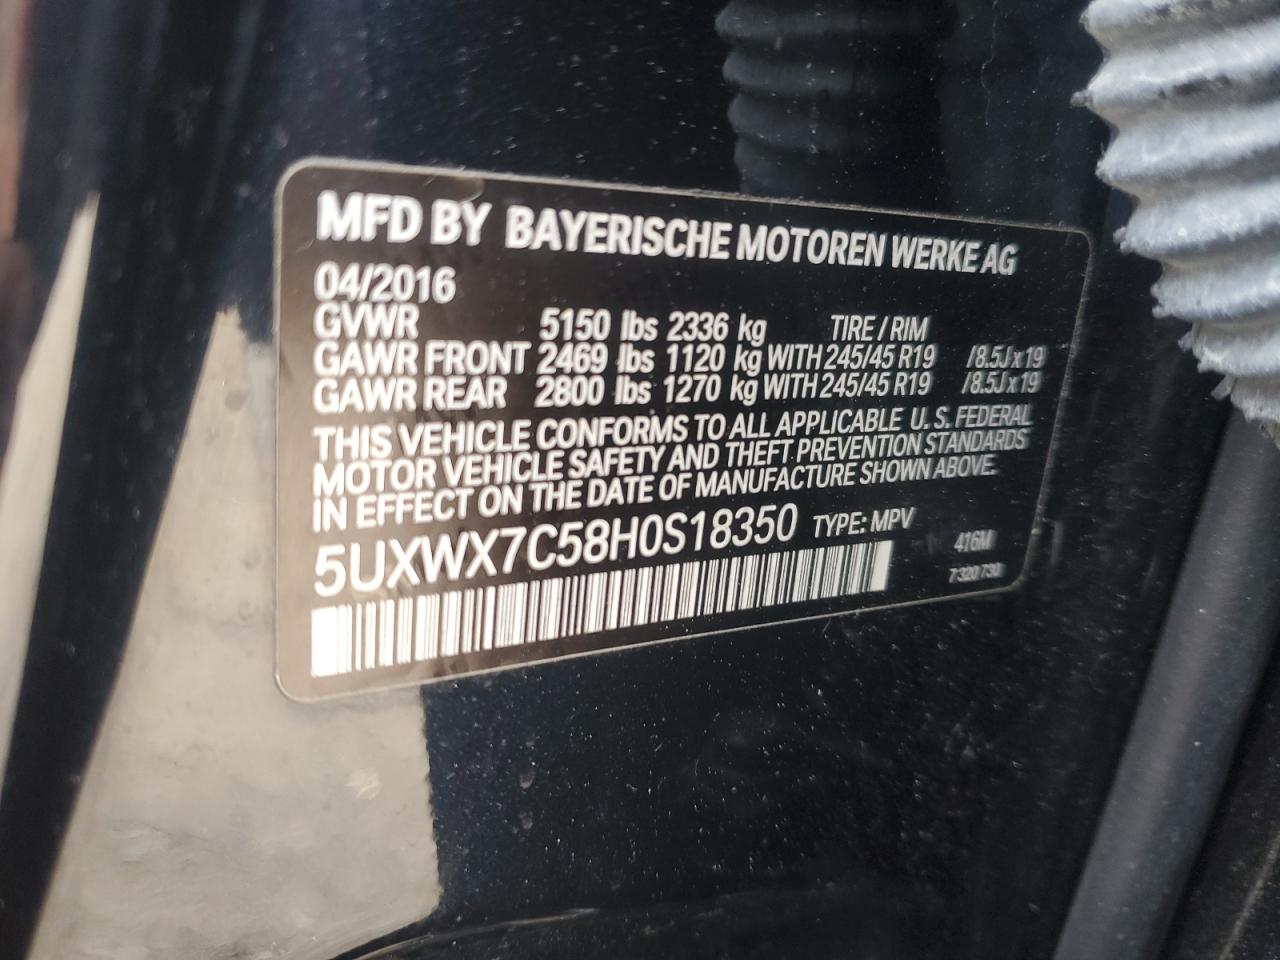 MFD BY BAYERISCHE MOTOREN WERKE AG
04/2016
GVWR 5150 lbs 2336 kg TIRE / RIM
GAWR FRONT 2469 lbs 1120 kg WITH 245/45 R19 /8.5J x 19
GAWR REAR 2800 lbs 1270 kg WITH 245/45 R19 /8.5J x 19
THIS VEHICLE CONFORMS TO ALL APPLICABLE U.S. FEDERAL
MOTOR VEHICLE SAFETY AND THEFT PREVENTION STANDARDS
IN EFFECT ON THE DATE OF MANUFACTURE SHOWN ABOVE.
5UXWX7C58H0S18350 TYPE: MPV
416M
7 320 730